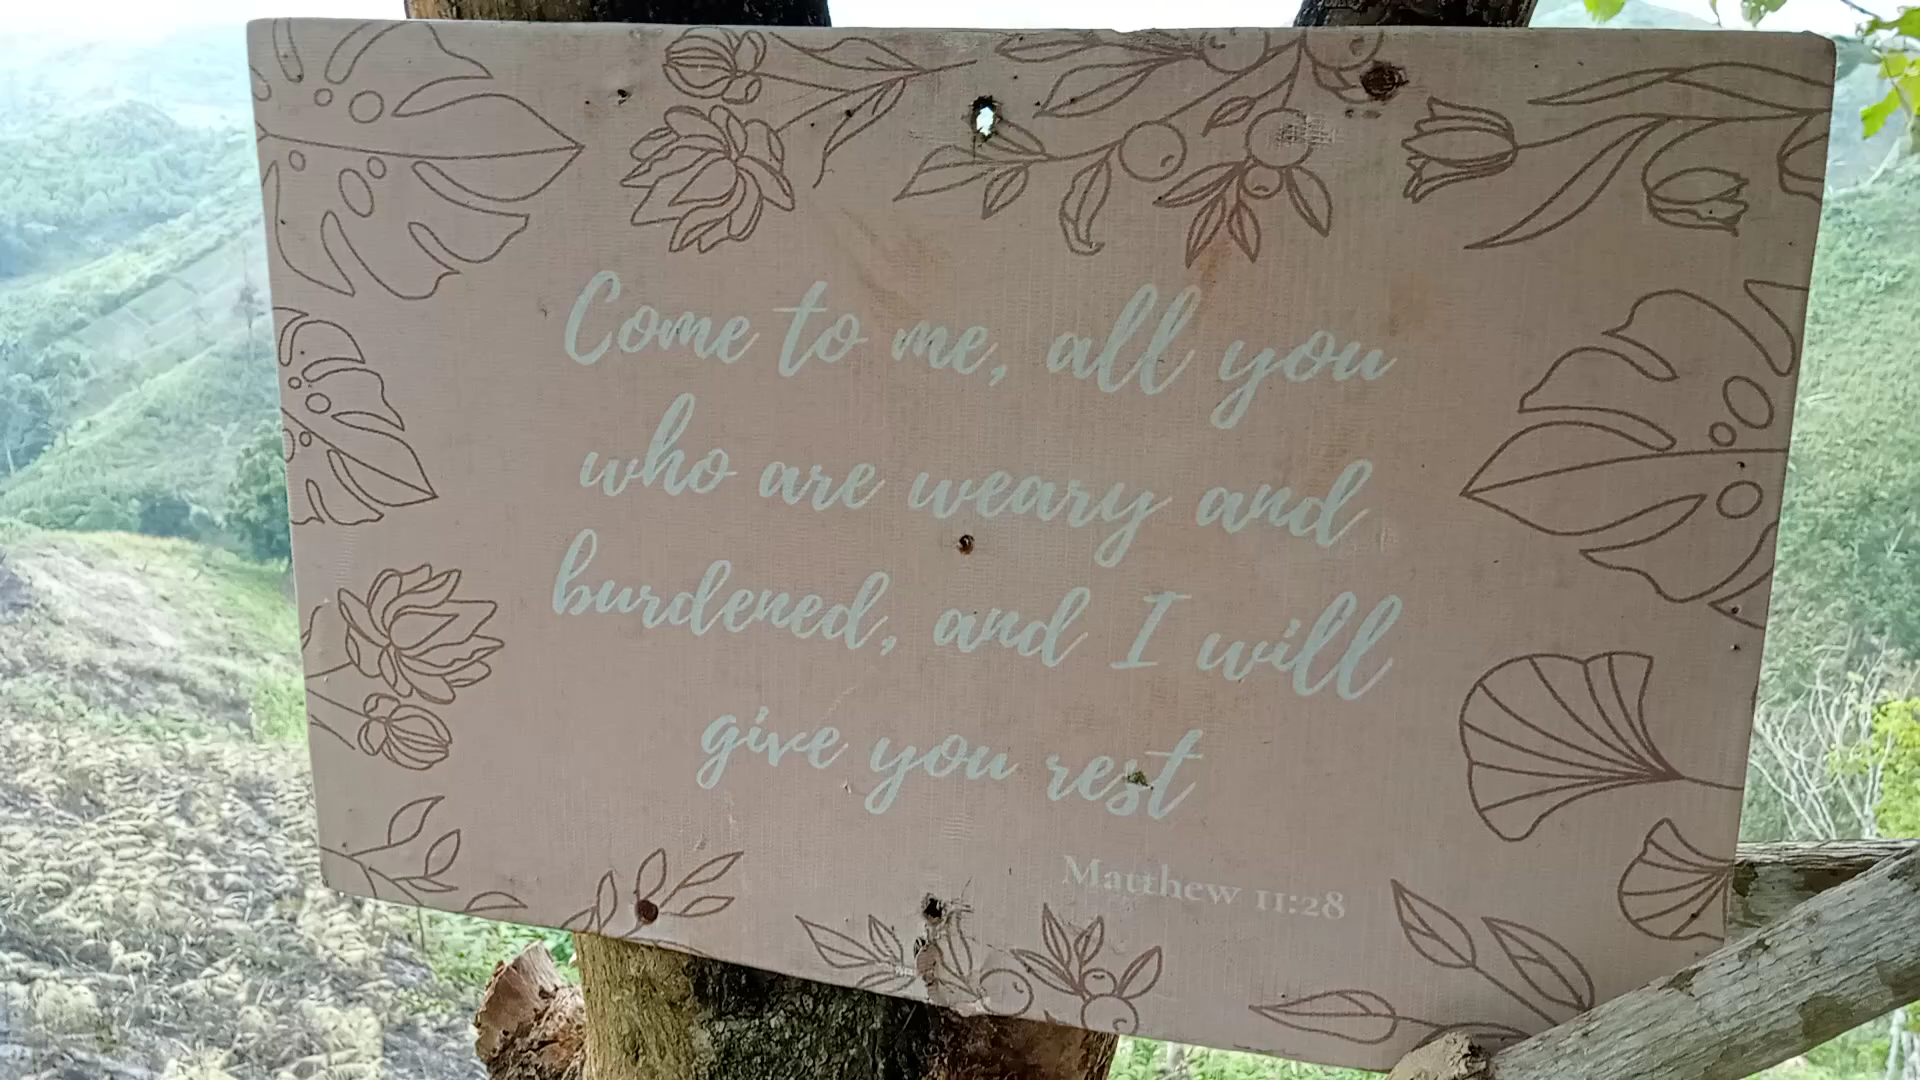 Come to me, all you
who are weary and
burdened, and I will
give you rest
Matthew 11:28